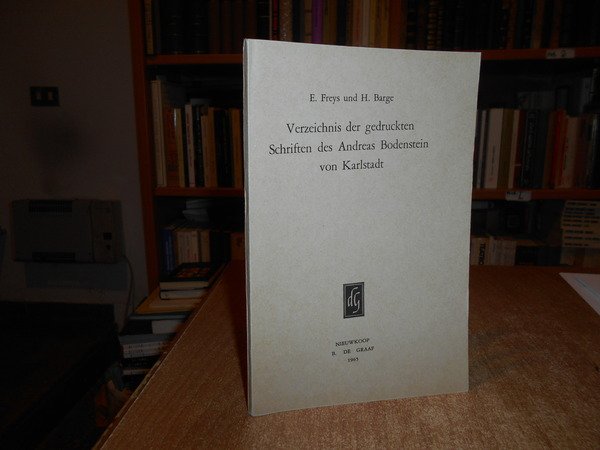 E. Freys und H. Barge
Verzeichnis der gedruckten
Schriften des Andreas Bodenstein
von Karlstadt
dG
NIEUWKOOP
B. DE GRAAF
1965